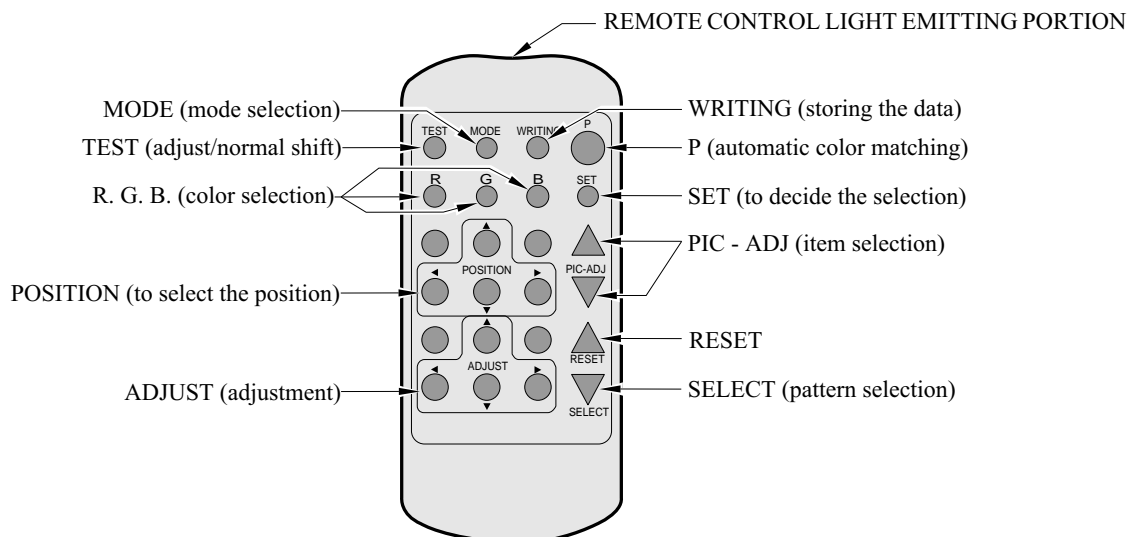 REMOTE CONTROL LIGHT EMITTING PORTION
MODE (mode selection)
TEST (adjust/normal shift)
R. G. B. (color selection)
POSITION (to select the position)
ADJUST (adjustment)
TEST MODE WRITING P
R G B SET
POSITION PIC-ADJ
RESET
ADJUST
SELECT
WRITING (storing the data)
P (automatic color matching)
SET (to decide the selection)
PIC - ADJ (item selection)
RESET
SELECT (pattern selection)